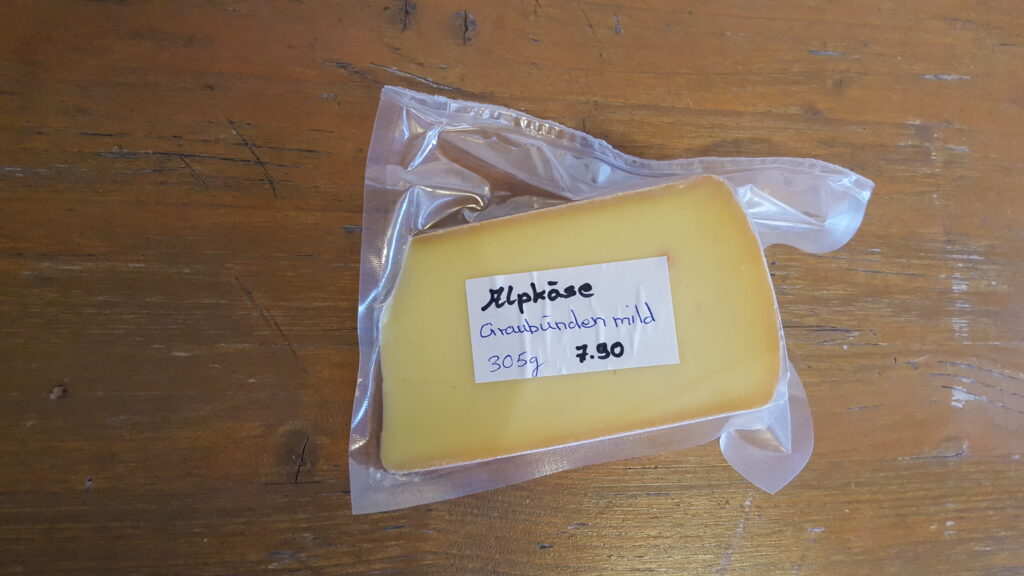 Alpkäse
Graubünden mild
305g 7.90